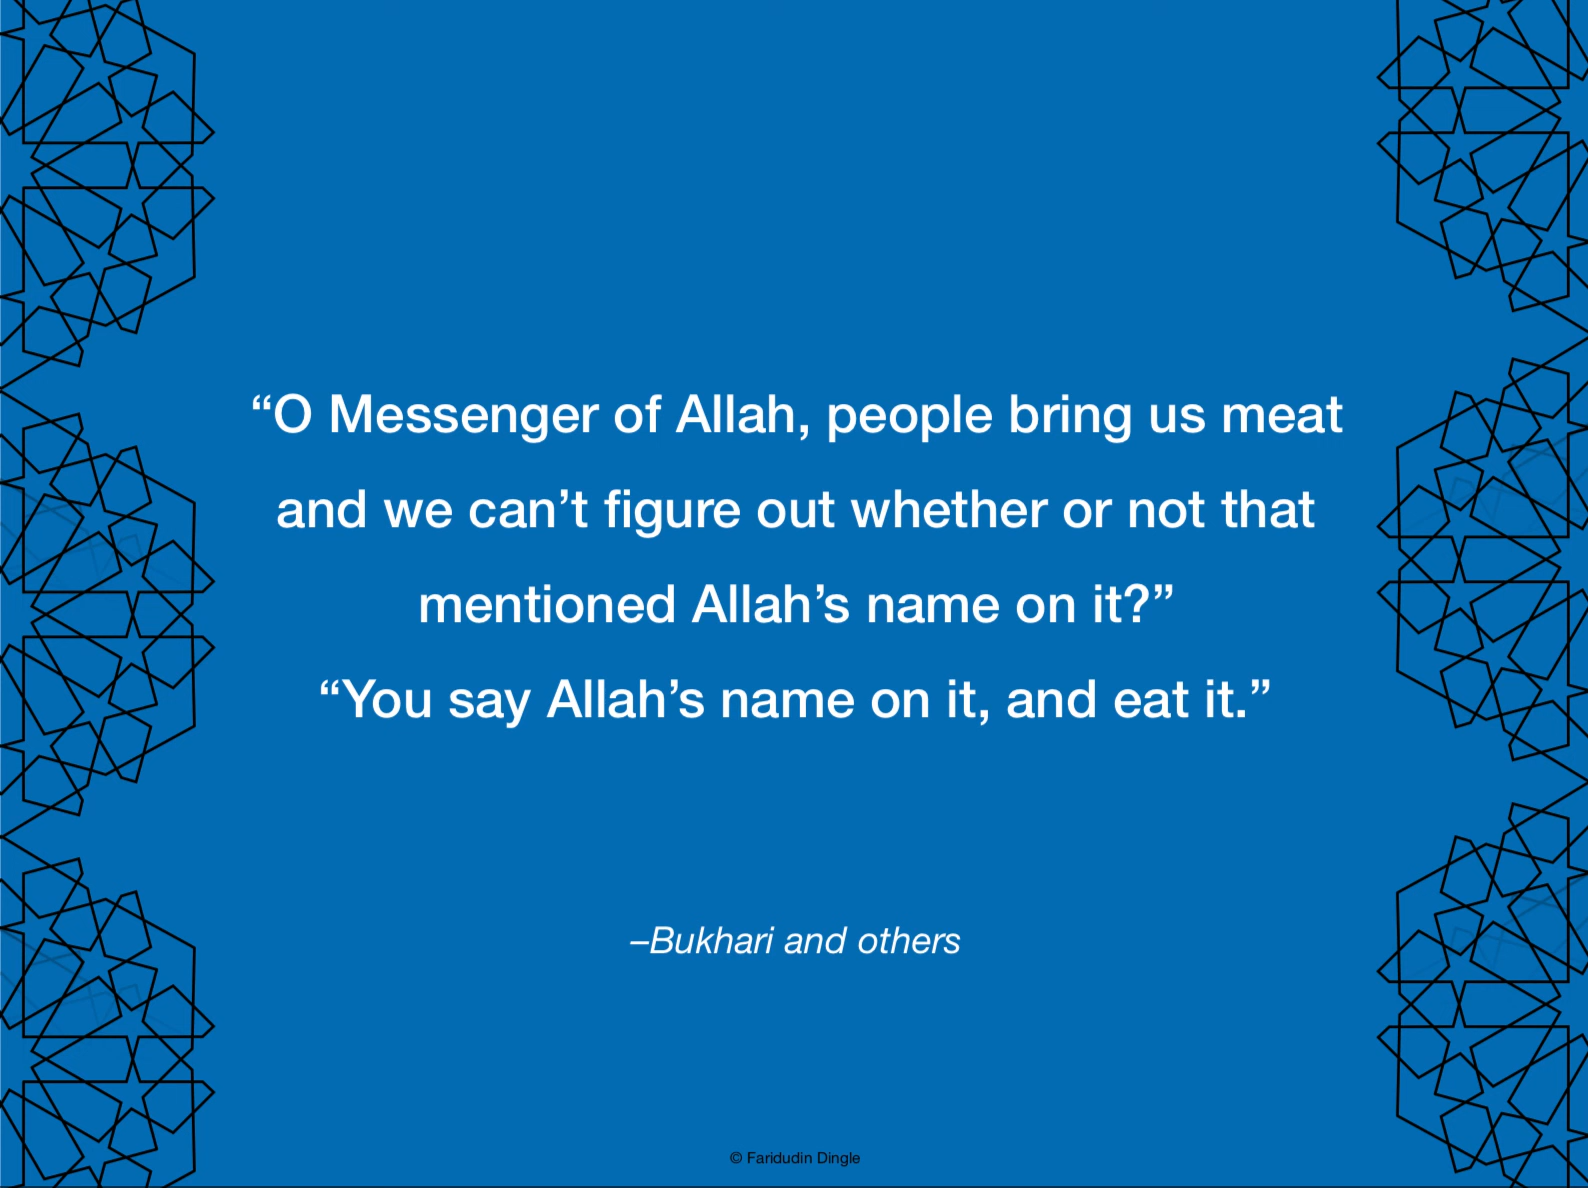 “O Messenger of Allah, people bring us meat
and we can’t figure out whether or not that
mentioned Allah’s name on it?”
“You say Allah’s name on it, and eat it.”
–Bukhari and others
© Faridudin Dingle